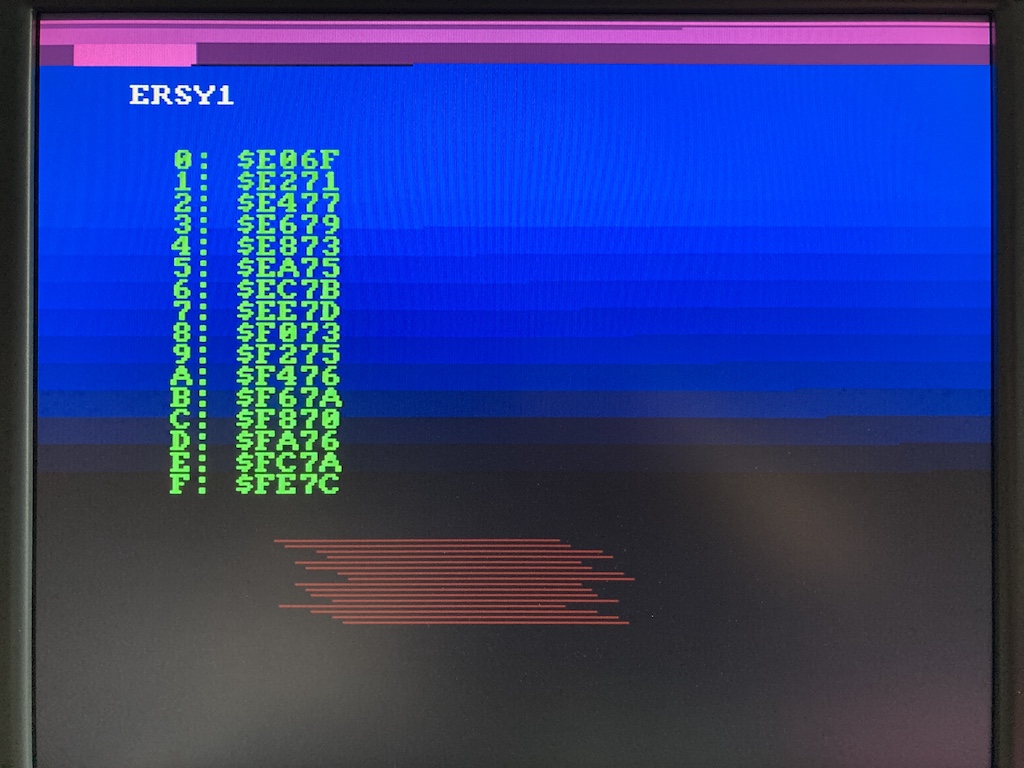 ERSY1
0: $E06F
1: $E271
2: $E477
3: $E679
4: $E873
5: $EA75
6: $EC7B
7: $EE7D
8: $F073
9: $F275
A: $F476
B: $F67A
C: $F870
D: $FA76
E: $FC7A
F: $FE7C